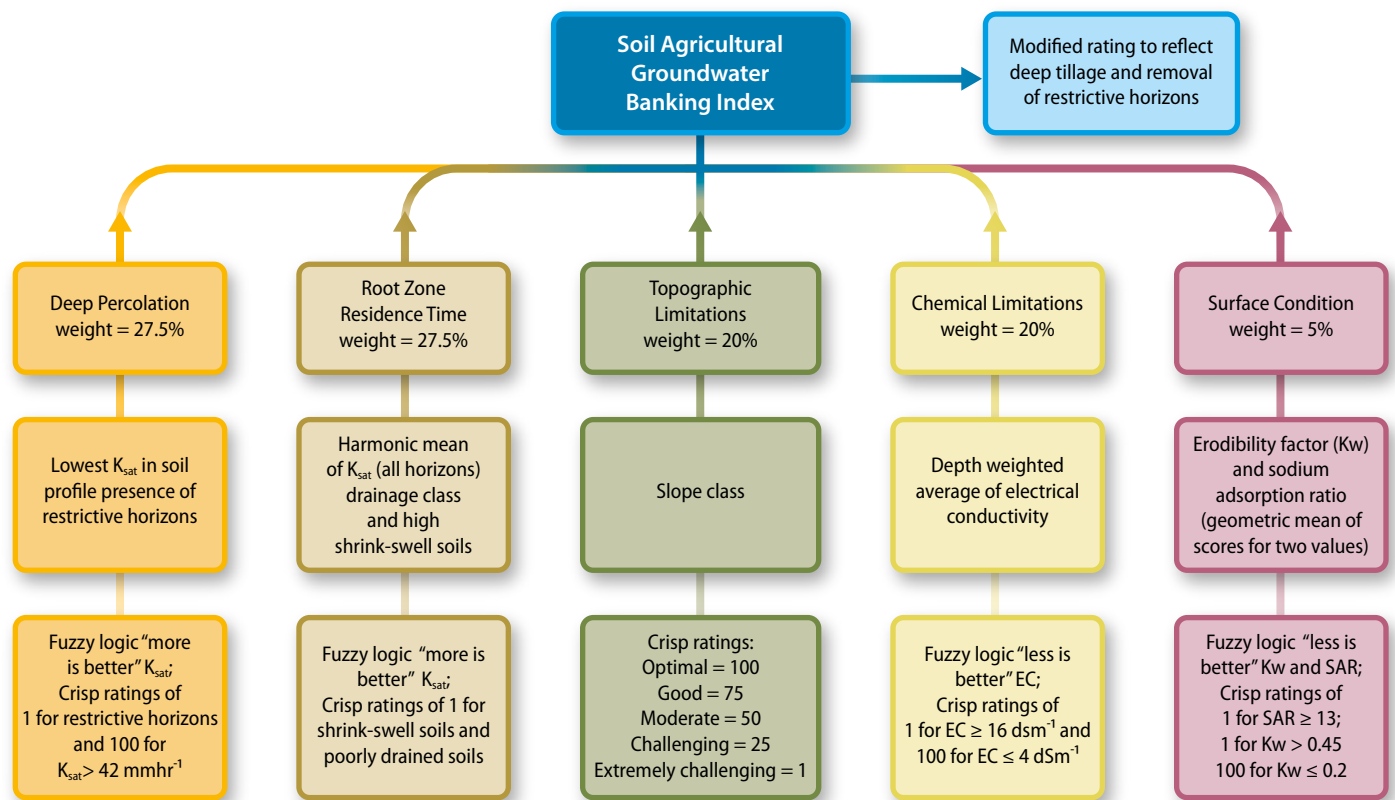 Soil Agricultural
Groundwater
Banking Index
Modified rating to reflect
deep tillage and removal
of restrictive horizons
Deep Percolation
weight = 27.5%
Root Zone
Residence Time
weight = 27.5%
Topographic
Limitations
weight = 20%
Chemical Limitations
weight = 20%
Surface Condition
weight = 5%
Lowest Ksat in soil
profile presence of
restrictive horizons
Harmonic mean
of Ksat (all horizons)
drainage class
and high
shrink-swell soils
Slope class
Depth weighted
average of electrical
conductivity
Erodibility factor (Kw)
and sodium
adsorption ratio
(geometric mean of
scores for two values)
Fuzzy logic “more
is better” Ksat;
Crisp ratings of
1 for restrictive horizons
and 100 for
Ksat> 42 mmhr⁻¹
Fuzzy logic “more is
better” Ksat;
Crisp ratings of 1 for
shrink-swell soils and
poorly drained soils
Crisp ratings:
Optimal = 100
Good = 75
Moderate = 50
Challenging = 25
Extremely challenging = 1
Fuzzy logic “less is
better” EC;
Crisp ratings of
1 for EC ≥ 16 dsm⁻¹ and
100 for EC ≤ 4 dSm⁻¹
Fuzzy logic “less is
better” Kw and SAR;
Crisp ratings of
1 for SAR ≥ 13;
1 for Kw > 0.45
100 for Kw ≤ 0.2